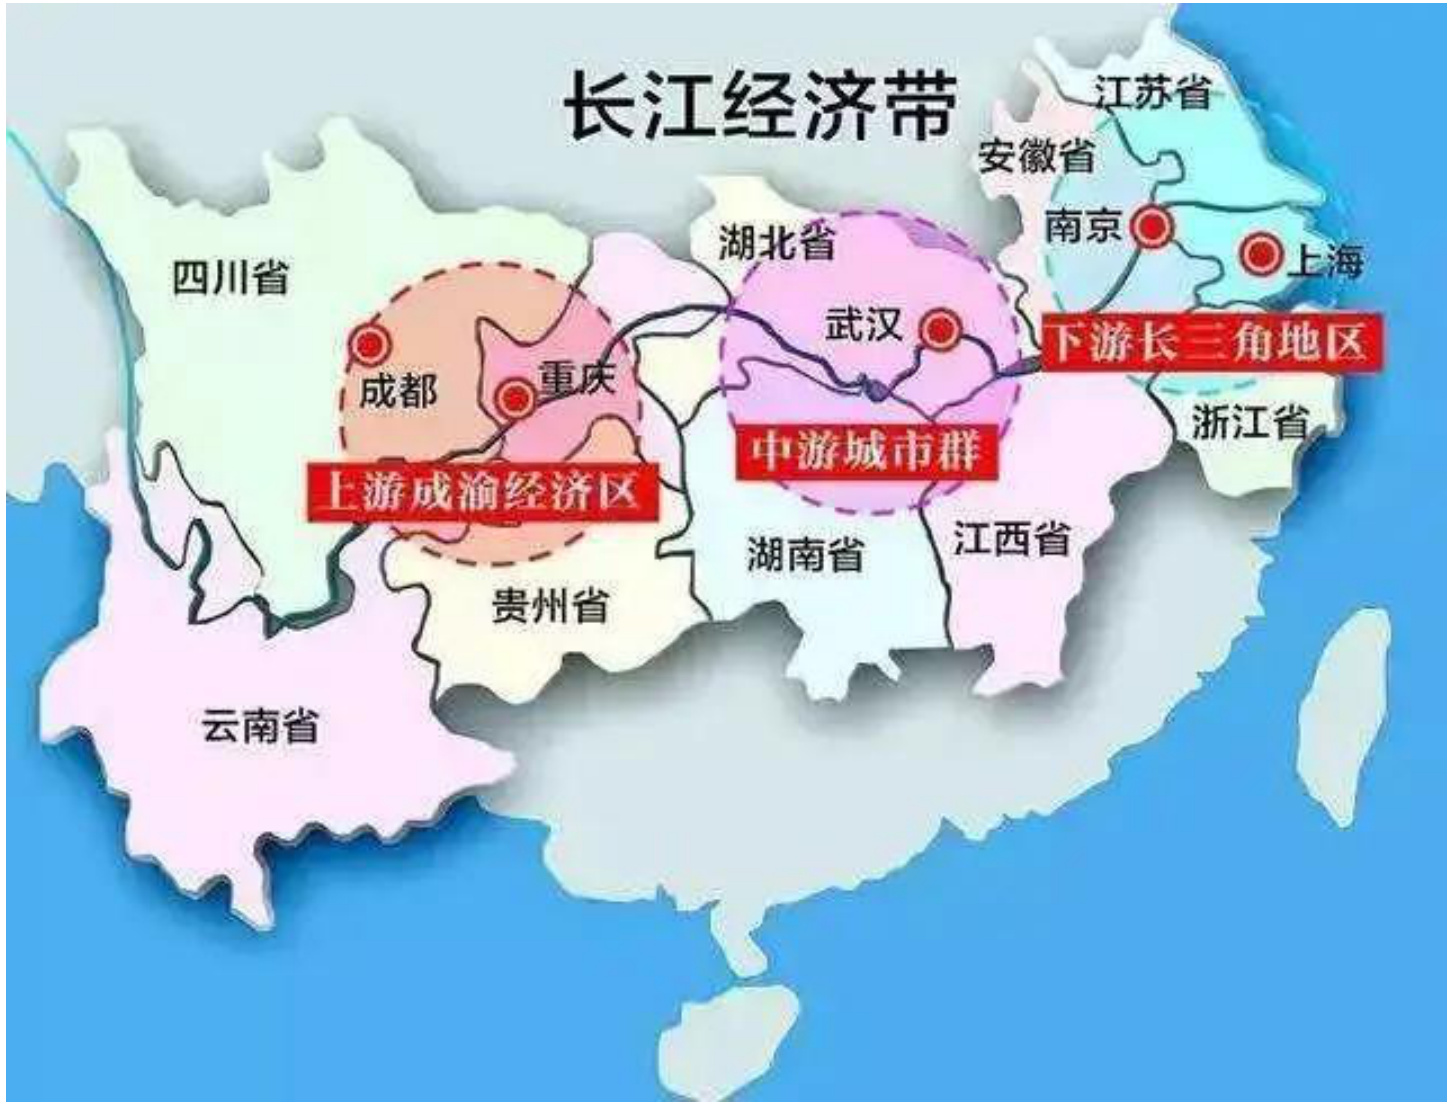 长江经济带
江苏省
安徽省
南京
上海
湖北省
四川省
武汉
下游长三角地区
成都
重庆
浙江省
中游城市群
上游成渝经济区
江西省
湖南省
贵州省
云南省